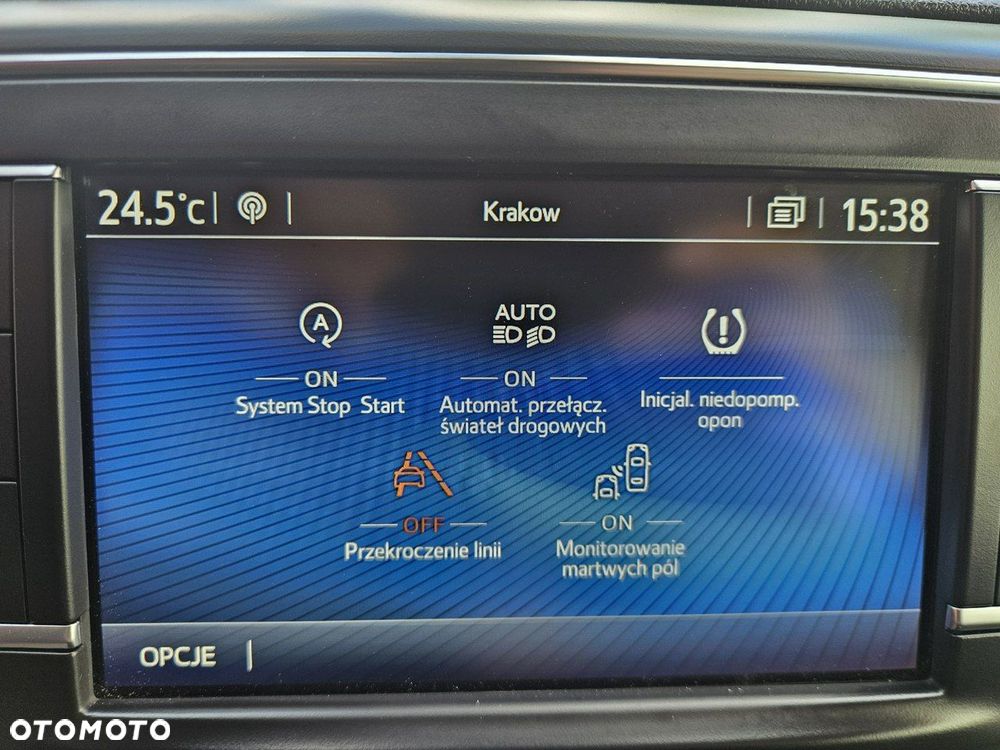 24.5°C
Krakow
15:38
A
AUTO
ON
System Stop Start
ON
Automat. przełącz.
świateł drogowych
Inicjal. niedopomp.
opon
OFF
Przekroczenie linii
ON
Monitorowanie
martwych pól
OPCJE
OTOMOTO